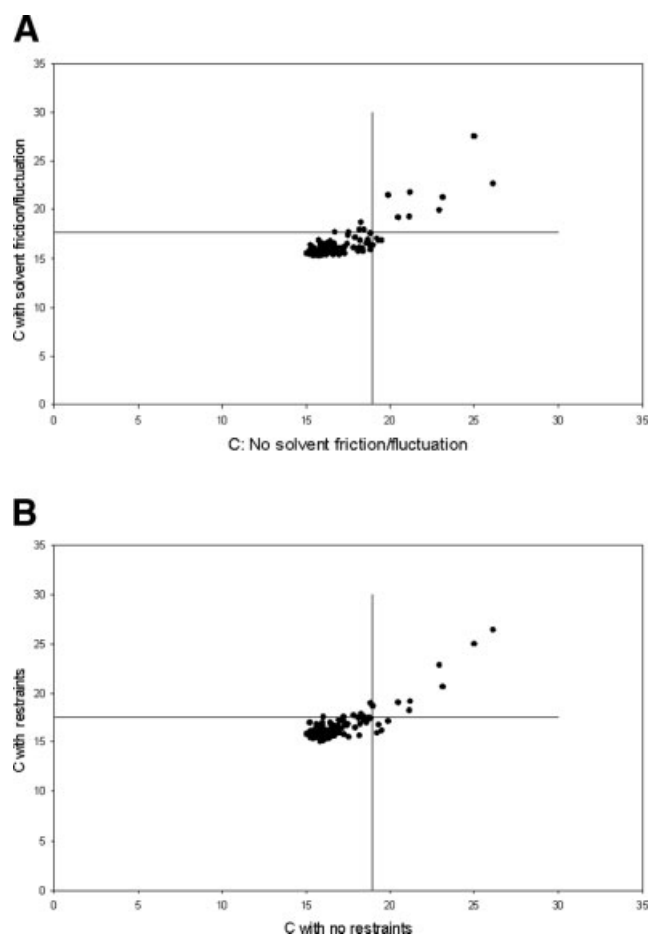 A
35
30
25
20
15
10
5
0
C with solvent friction/fluctuation
0 5 10 15 20 25 30 35
C: No solvent friction/fluctuation
B
35
30
25
20
15
10
5
0
C with restraints
0 5 10 15 20 25 30 35
C with no restraints